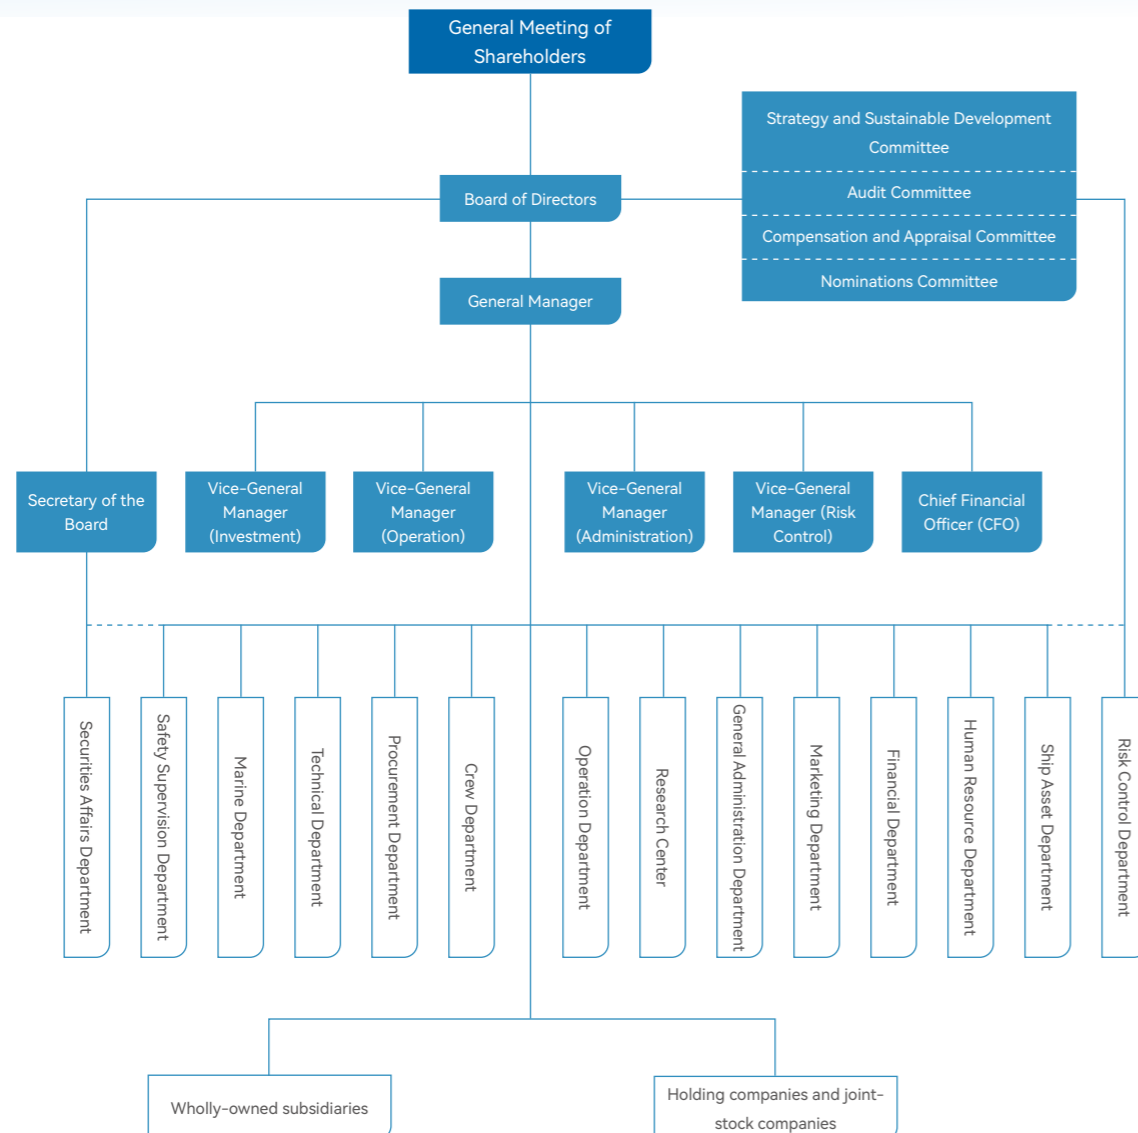 General Meeting of
Shareholders
Strategy and Sustainable Development
Committee
Audit Committee
Compensation and Appraisal Committee
Nominations Committee
Board of Directors
General Manager
Secretary of the
Board
Vice-General
Manager
(Investment)
Vice-General
Manager
(Operation)
Vice-General
Manager
(Administration)
Vice-General
Manager (Risk
Control)
Chief Financial
Officer (CFO)
Securities Affairs Department
Safety Supervision Department
Marine Department
Technical Department
Procurement Department
Crew Department
Operation Department
Research Center
General Administration Department
Marketing Department
Financial Department
Human Resource Department
Ship Asset Department
Risk Control Department
Wholly-owned subsidiaries
Holding companies and joint-
stock companies